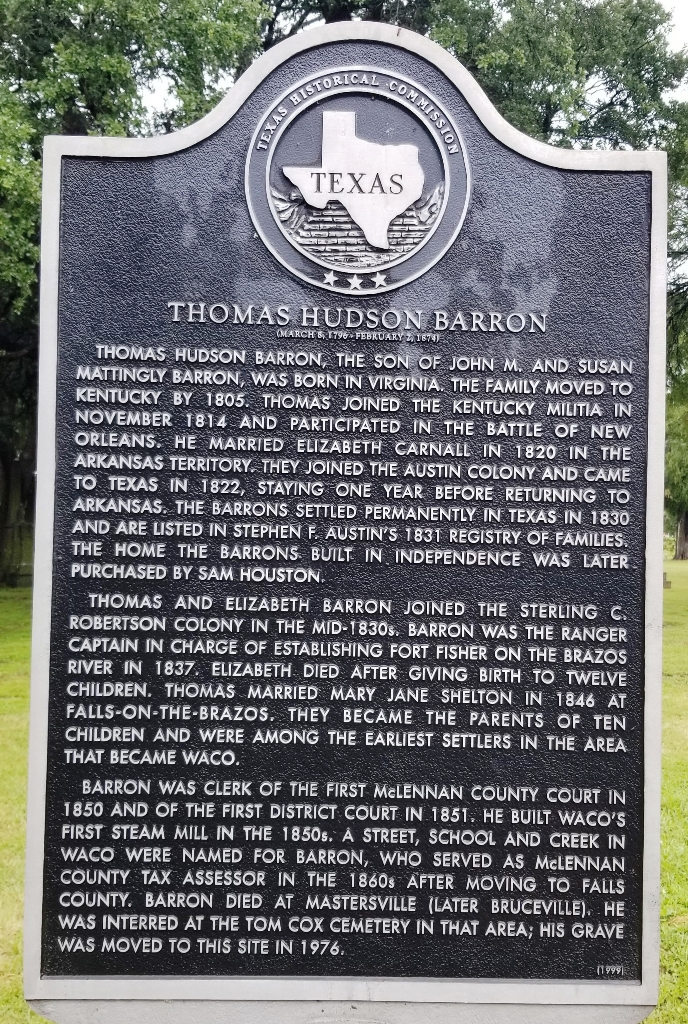 TEXAS HISTORICAL COMMISSION
TEXAS
THOMAS HUDSON BARRON
(MARCH 8, 1796 - FEBRUARY 2, 1874)
THOMAS HUDSON BARRON, THE SON OF JOHN M. AND SUSAN
MATTINGLY BARRON, WAS BORN IN VIRGINIA. THE FAMILY MOVED TO
KENTUCKY BY 1805. THOMAS JOINED THE KENTUCKY MILITIA IN
NOVEMBER 1814 AND PARTICIPATED IN THE BATTLE OF NEW
ORLEANS. HE MARRIED ELIZABETH CARNALL IN 1820 IN THE
ARKANSAS TERRITORY. THEY JOINED THE AUSTIN COLONY AND CAME
TO TEXAS IN 1822, STAYING ONE YEAR BEFORE RETURNING TO
ARKANSAS. THE BARRONS SETTLED PERMANENTLY IN TEXAS IN 1830
AND ARE LISTED IN STEPHEN F. AUSTIN'S 1831 REGISTRY OF FAMILIES.
THE HOME THE BARRONS BUILT IN INDEPENDENCE WAS LATER
PURCHASED BY SAM HOUSTON.
THOMAS AND ELIZABETH BARRON JOINED THE STERLING C.
ROBERTSON COLONY IN THE MID-1830s. BARRON WAS THE RANGER
CAPTAIN IN CHARGE OF ESTABLISHING FORT FISHER ON THE BRAZOS
RIVER IN 1837. ELIZABETH DIED AFTER GIVING BIRTH TO TWELVE
CHILDREN. THOMAS MARRIED MARY JANE SHELTON IN 1846 AT
FALLS-ON-THE-BRAZOS. THEY BECAME THE PARENTS OF TEN
CHILDREN AND WERE AMONG THE EARLIEST SETTLERS IN THE AREA
THAT BECAME WACO.
BARRON WAS CLERK OF THE FIRST McLENNAN COUNTY COURT IN
1850 AND OF THE FIRST DISTRICT COURT IN 1851. HE BUILT WACO'S
FIRST STEAM MILL IN THE 1850s. A STREET, SCHOOL AND CREEK IN
WACO WERE NAMED FOR BARRON, WHO SERVED AS McLENNAN
COUNTY TAX ASSESSOR IN THE 1860s AFTER MOVING TO FALLS
COUNTY. BARRON DIED AT MASTERSVILLE (LATER BRUCEVILLE). HE
WAS INTERRED AT THE TOM COX CEMETERY IN THAT AREA; HIS GRAVE
WAS MOVED TO THIS SITE IN 1976.
(1999)